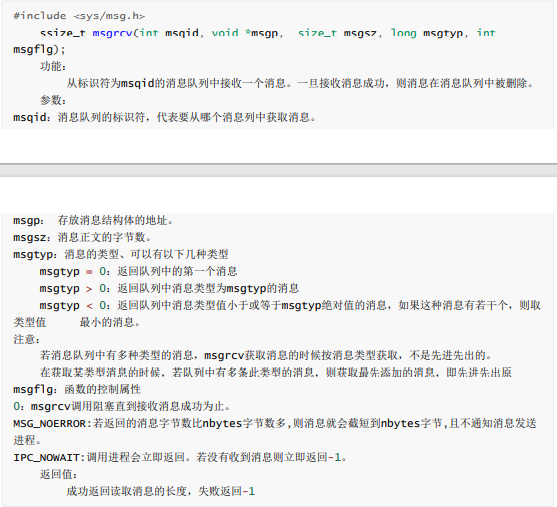 #include <sys/msg.h>
ssize_t msgrcv(int msqid, void *msgp, size_t msgsz, long msgtyp, int
msgflg);
功能:
从标识符为msqid的消息队列中接收一个消息。一旦接收消息成功，则消息在消息队列中被删除。
参数:
msqid: 消息队列的标识符，代表要从哪个消息列中获取消息。
msgp: 存放消息结构体的地址。
msgsz: 消息正文的字节数。
msgtyp: 消息的类型、可以有以下几种类型
msgtyp = 0: 返回队列中的第一个消息
msgtyp > 0: 返回队列中消息类型为msgtyp的消息
msgtyp < 0: 返回队列中消息类型值小于或等于msgtyp绝对值的消息，如果这种消息有若干个，则取
类型值 最小的消息。
注意:
若消息队列中有多种类型的消息，msgrcv获取消息的时候按消息类型获取，不是先进先出的。
在获取某类型消息的时候，若队列中有多条此类型的消息，则获取最先添加的消息，即先进先出原
msgflg: 函数的控制属性
0: msgrcv调用阻塞直到接收消息成功为止。
MSG_NOERROR:若返回的消息字节数比nbytes字节数多,则消息就会截短到nbytes字节,且不通知消息发送
进程。
IPC_NOWAIT:调用进程会立即返回。若没有收到消息则立即返回-1。
返回值:
成功返回读取消息的长度，失败返回-1